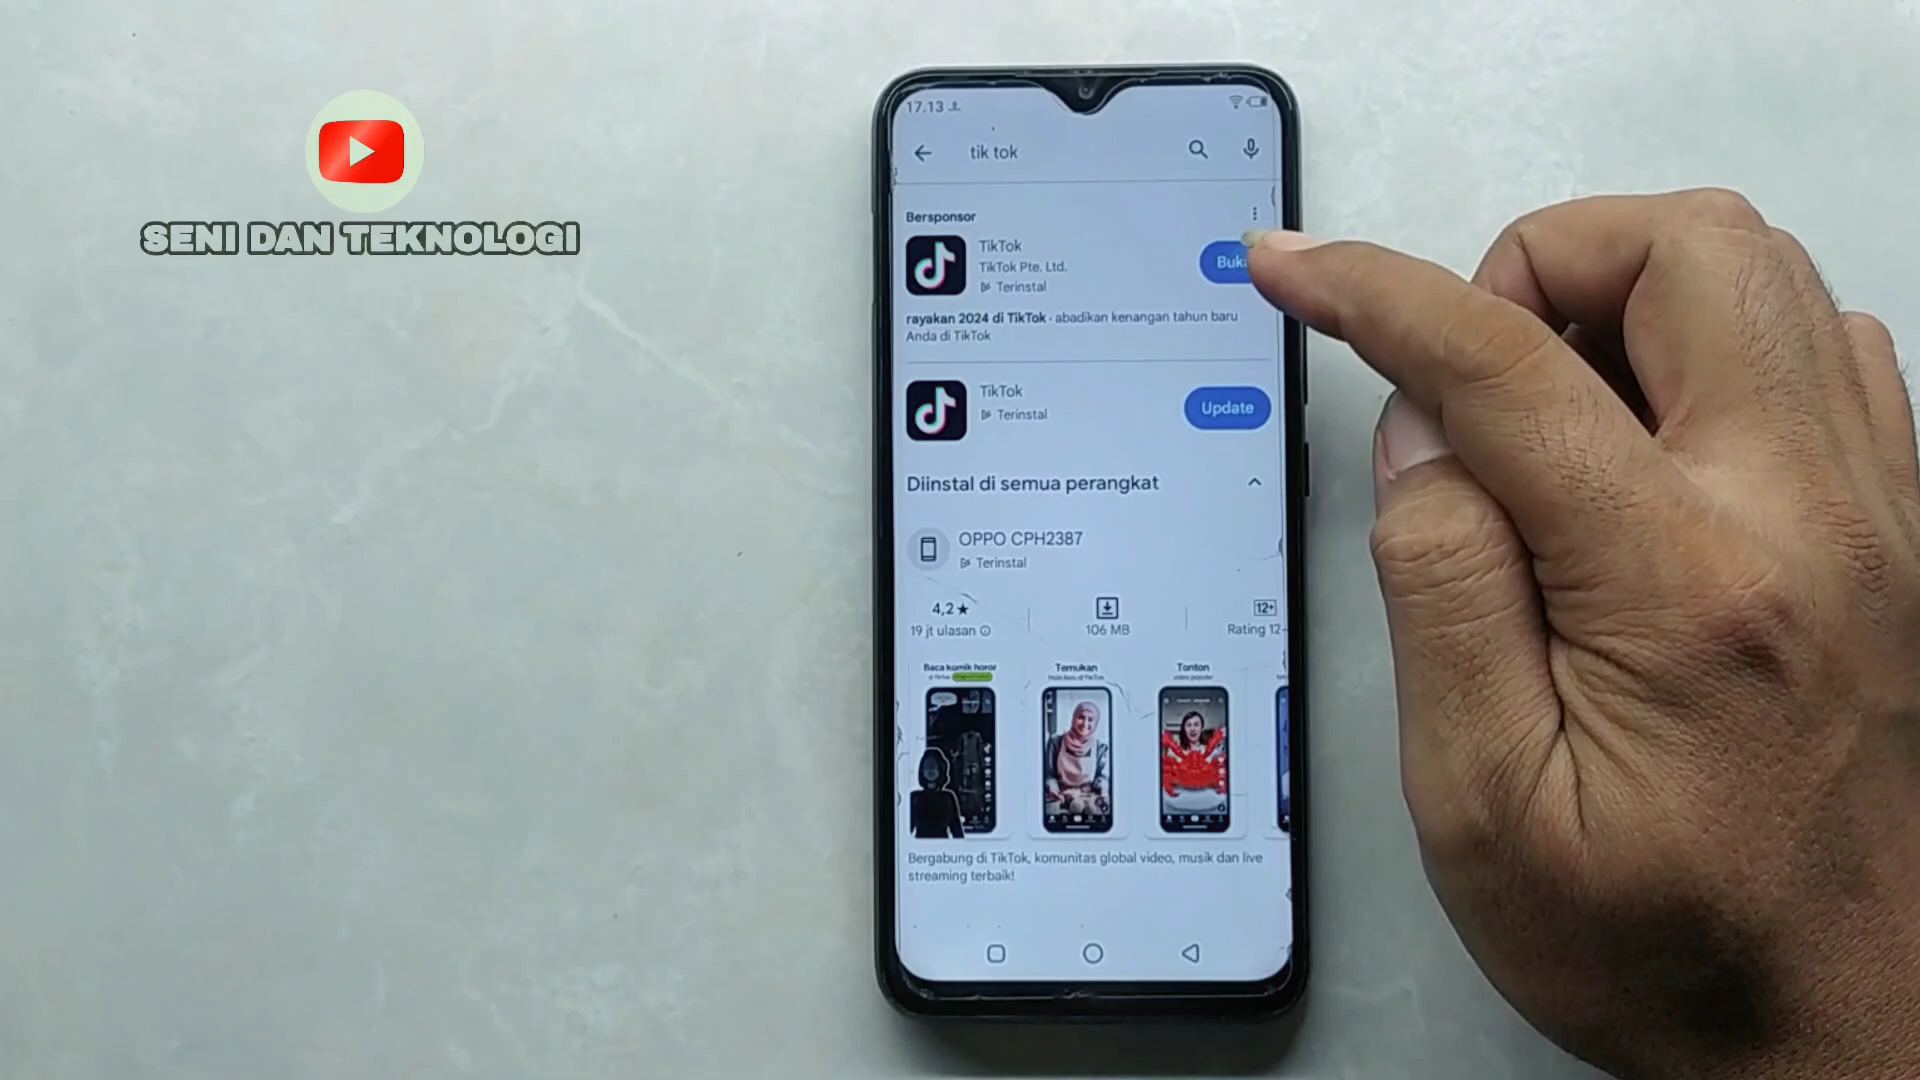 SENI DAN TEKNOLOGI
17.13
tik tok
Bersponsor
TikTok
TikTok Pte. Ltd.
Terinstal
Buka
rayakan 2024 di TikTok · abadikan kenangan tahun baru
Anda di TikTok
TikTok
Terinstal
Update
Diinstal di semua perangkat
OPPO CPH2387
Terinstal
4,2★
19 jt ulasan
106 MB
12+
Rating 12+
Baca komik horor
Temukan
Tonton
video populer
Bergabung di TikTok, komunitas global video, musik dan live
streaming terbaik!